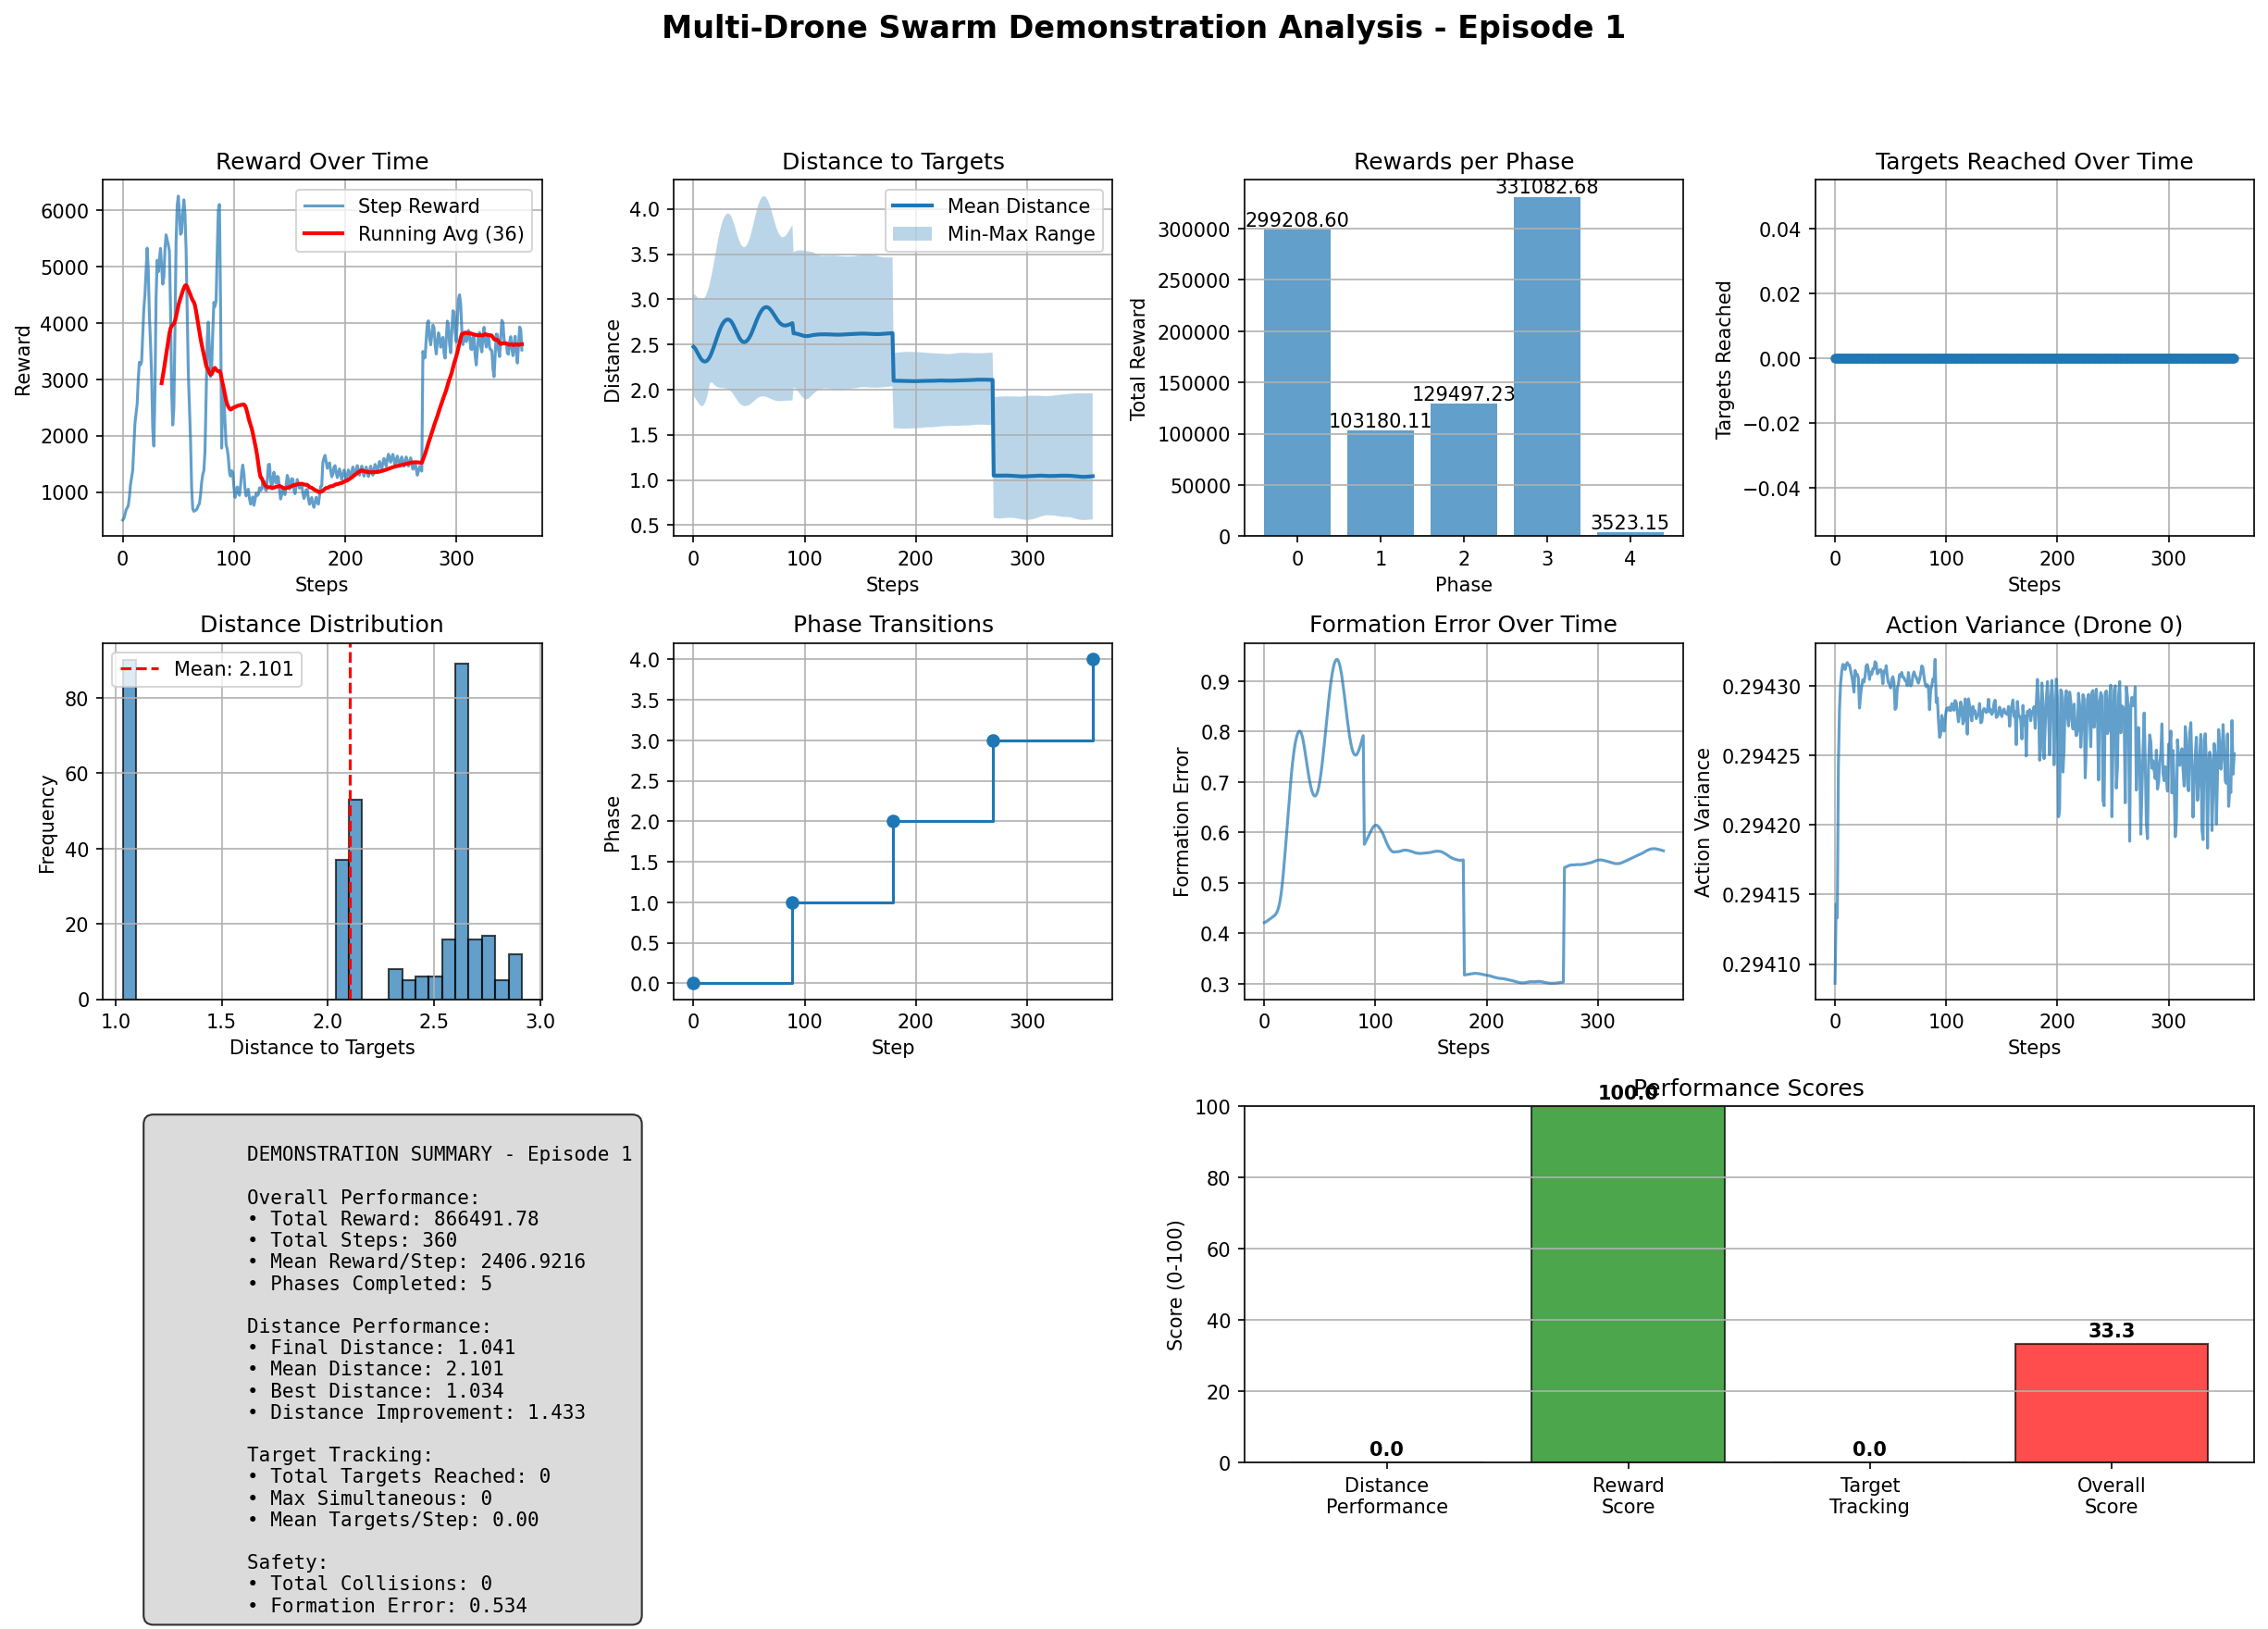 Multi-Drone Swarm Demonstration Analysis - Episode 1
Reward Over Time
Reward
6000
5000
4000
3000
2000
1000
Step Reward
Running Avg (36)
0
100
200
300
Steps
Distance to Targets
Distance
4.0
3.5
3.0
2.5
2.0
1.5
1.0
0.5
Mean Distance
Min-Max Range
0
100
200
300
Steps
Rewards per Phase
Total Reward
300000
250000
200000
150000
100000
50000
0
299208.60
103180.11
129497.23
331082.68
3523.15
0
1
2
3
4
Phase
Targets Reached Over Time
Targets Reached
0.04
0.02
0.00
−0.02
−0.04
0
100
200
300
Steps
Distance Distribution
Frequency
80
60
40
20
0
Mean: 2.101
1.0
1.5
2.0
2.5
3.0
Distance to Targets
Phase Transitions
Phase
4.0
3.5
3.0
2.5
2.0
1.5
1.0
0.5
0.0
0
100
200
300
Step
Formation Error Over Time
Formation Error
0.9
0.8
0.7
0.6
0.5
0.4
0.3
0
100
200
300
Steps
Action Variance (Drone 0)
Action Variance
0.29430
0.29425
0.29420
0.29415
0.29410
0
100
200
300
Steps
DEMONSTRATION SUMMARY - Episode 1
Overall Performance:
• Total Reward: 866491.78
• Total Steps: 360
• Mean Reward/Step: 2406.9216
• Phases Completed: 5
Distance Performance:
• Final Distance: 1.041
• Mean Distance: 2.101
• Best Distance: 1.034
• Distance Improvement: 1.433
Target Tracking:
• Total Targets Reached: 0
• Max Simultaneous: 0
• Mean Targets/Step: 0.00
Safety:
• Total Collisions: 0
• Formation Error: 0.534
Performance Scores
Score (0-100)
100
80
60
40
20
0
0.0
100.0
0.0
33.3
Distance
Performance
Reward
Score
Target
Tracking
Overall
Score